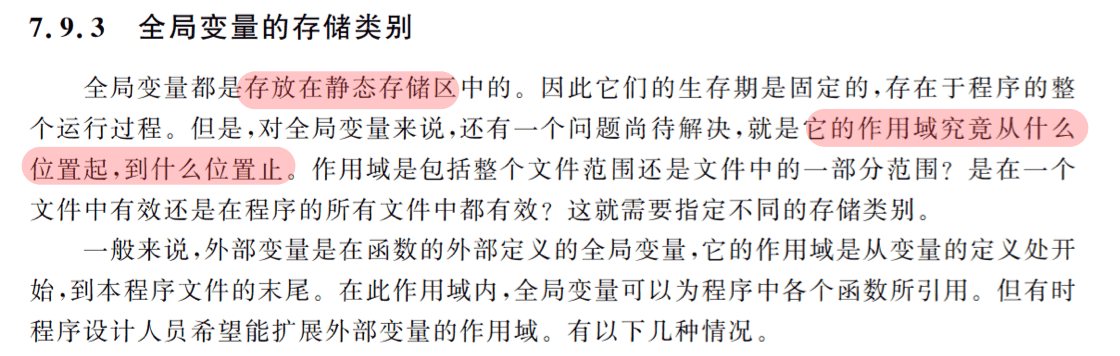 7.9.3 全局变量的存储类别
全局变量都是存放在静态存储区中的。因此它们的生存期是固定的,存在于程序的整
个运行过程。但是,对全局变量来说,还有一个问题尚待解决,就是它的作用域究竟从什么
位置起,到什么位置止。作用域是包括整个文件范围还是文件中的一部分范围?是在一个
文件中有效还是在程序的所有文件中都有效?这就需要指定不同的存储类别。
一般来说,外部变量是在函数的外部定义的全局变量,它的作用域是从变量的定义处开
始,到本程序文件的末尾。在此作用域内,全局变量可以为程序中各个函数所引用。但有时
程序设计人员希望能扩展外部变量的作用域。有以下几种情况。